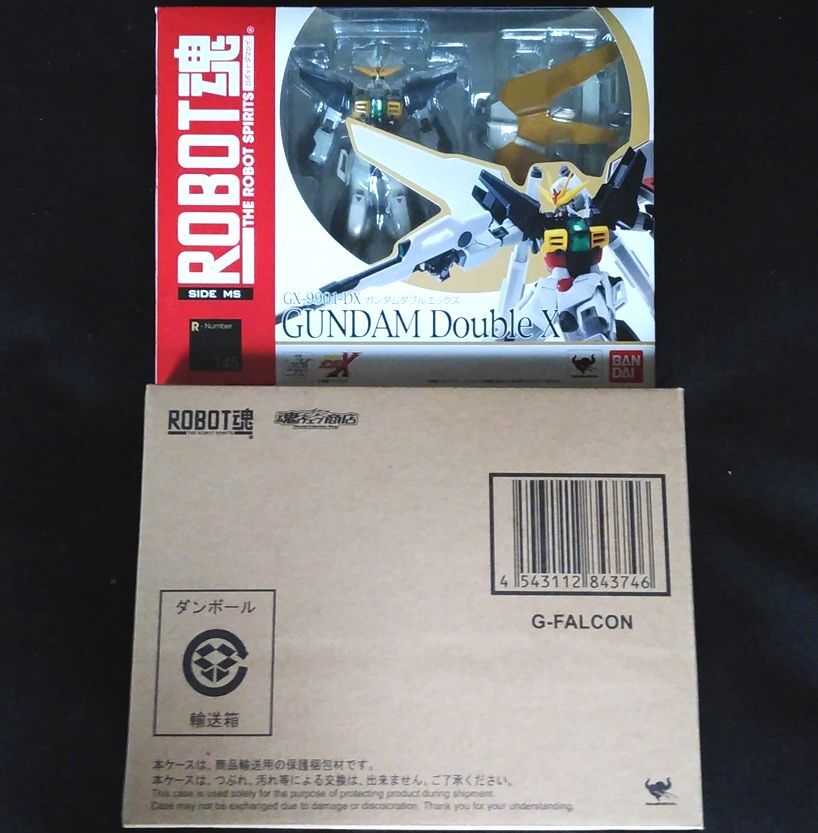 ROBOT魂
THE ROBOT SPIRITS
ロボットダマシイ
SIDE MS
R-Number
145
GX-9901-DX ガンダムダブルエックス
GUNDAM Double X
BAN
DAI
ROBOT魂
THE ROBOT SPIRITS
魂ウェブ商店
4 543112 843746
G-FALCON
ダンボール
輸送箱
本ケースは、商品輸送用の保護梱包材です。
本ケースは、つぶれ、汚れ等による交換は、出来ません。ご了承ください。
This case is used solely for the purpose of protecting product during shipment.
Case may not be exchanged due to damage or discoloration. Thank you for your understanding.